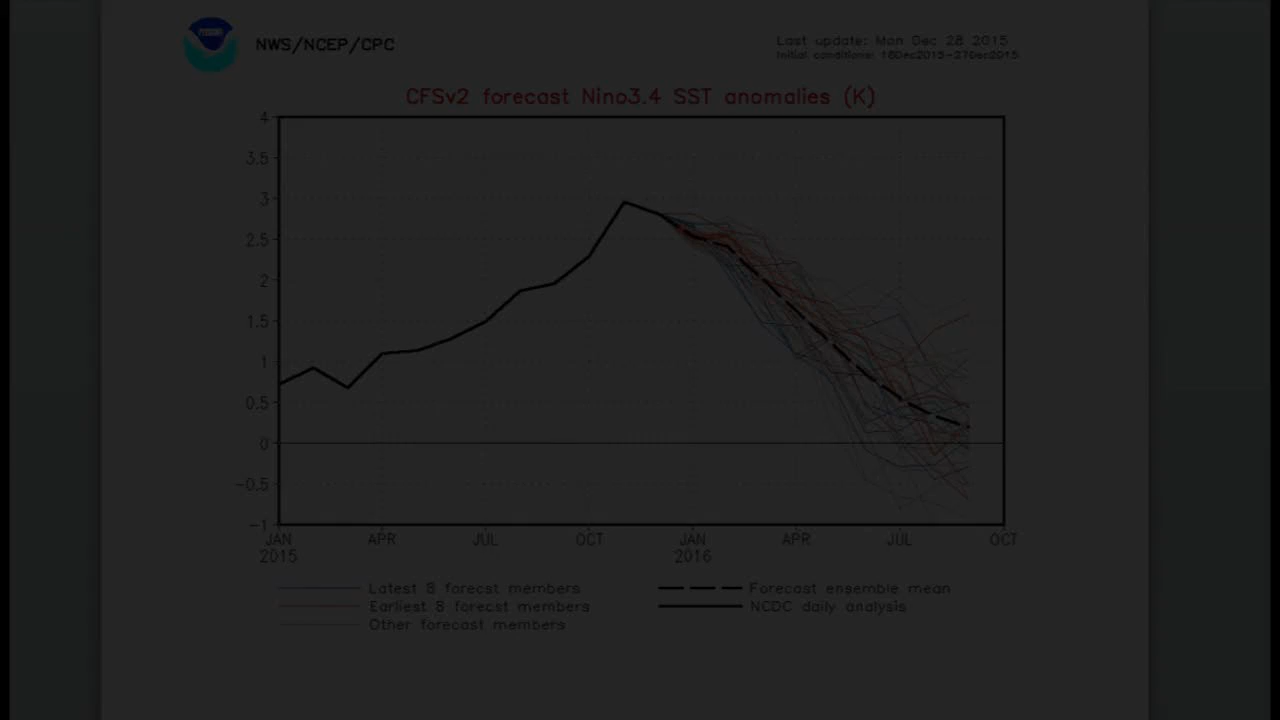 NWS/NCEP/CPC
Last update: Mon Dec 28 2015
Initial conditions: 18Dec2015-27Dec2015
CFSv2 forecast Nino3.4 SST anomalies (K)
4
3.5
3
2.5
2
1.5
1
0.5
0
-0.5
-1
JAN APR JUL OCT JAN APR JUL OCT
2015 2016
Latest 8 forecst members
Earliest 8 forecst members
Other forecast members
Forecast ensemble mean
NCDC daily analysis